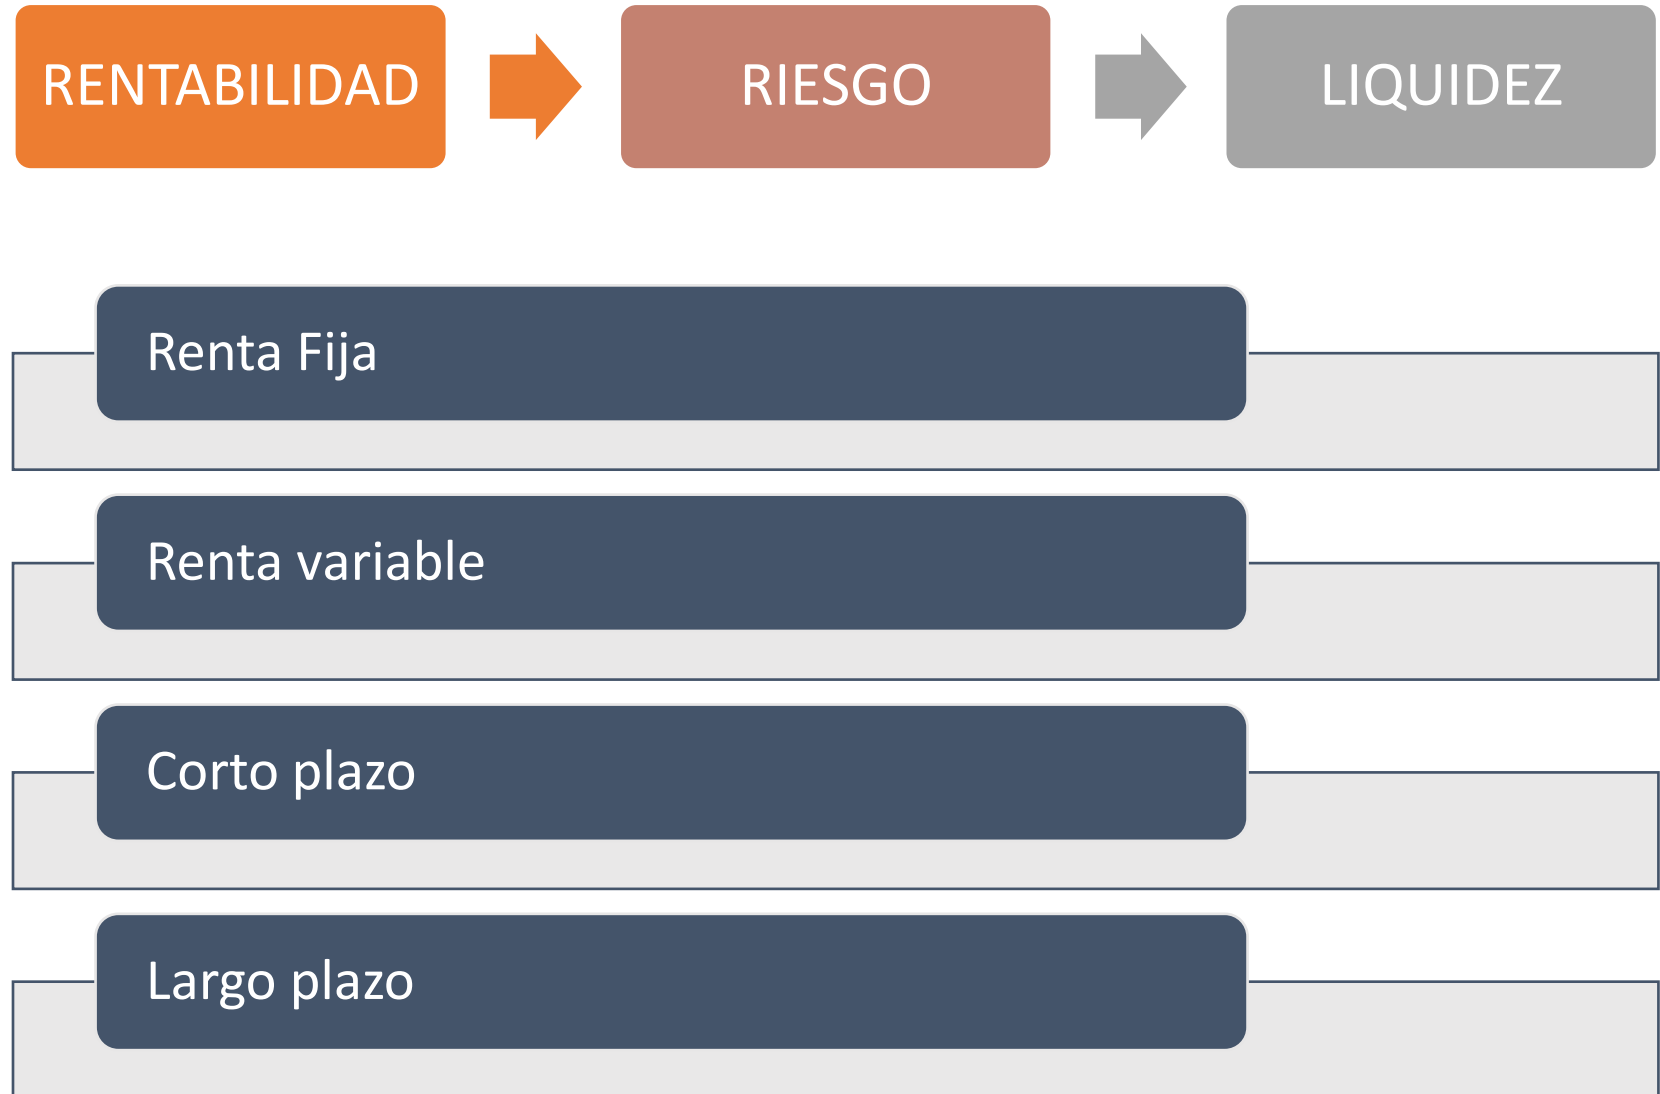 RENTABILIDAD
RIESGO
LIQUIDEZ
Renta Fija
Renta variable
Corto plazo
Largo plazo